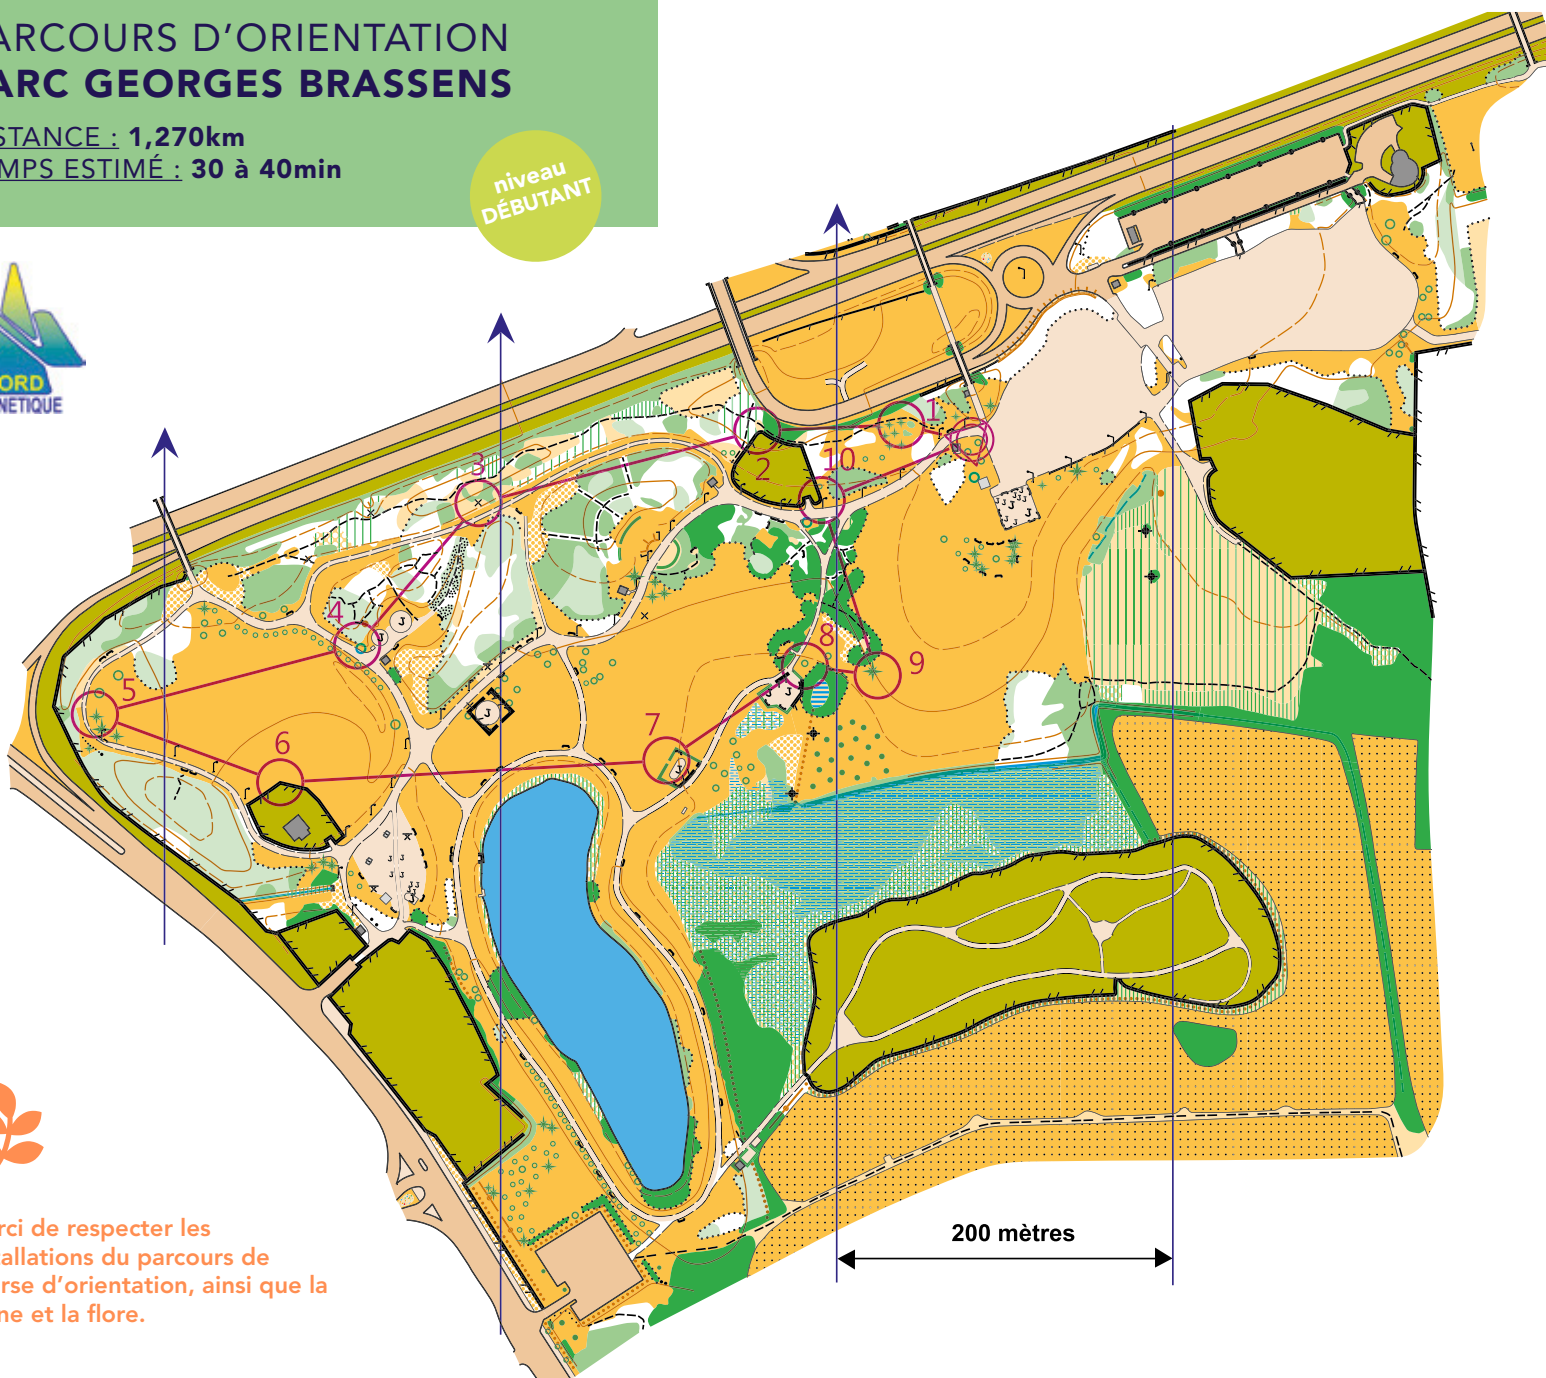 ARCOURS D'ORIENTATION
ARC GEORGES BRASSENS
STANCE : 1,270km
MPS ESTIMÉ : 30 à 40min
niveau
DÉBUTANT
ORD
NETIQUE
1
2
10
3
4
5
6
7
8
9
200 mètres
rci de respecter les
allations du parcours de
rse d'orientation, ainsi que la
ne et la flore.